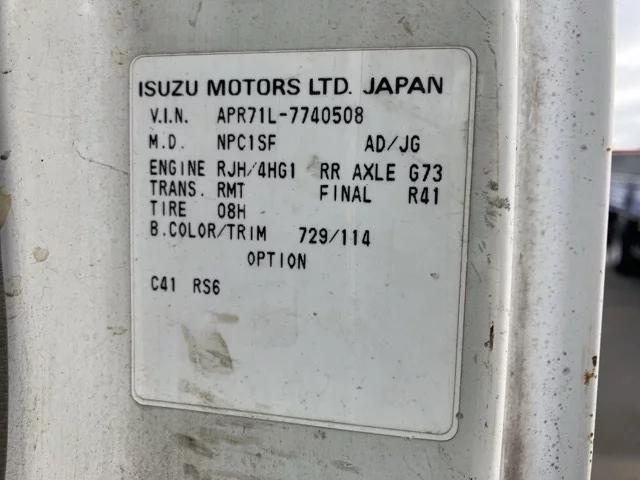 ISUZU MOTORS LTD. JAPAN
V.I.N. APR71L-7740508
M.D. NPC1SF AD/JG
ENGINE RJH/4HG1 RR AXLE G73
TRANS. RMT FINAL R41
TIRE 08H
B.COLOR/TRIM 729/114
OPTION
C41 RS6